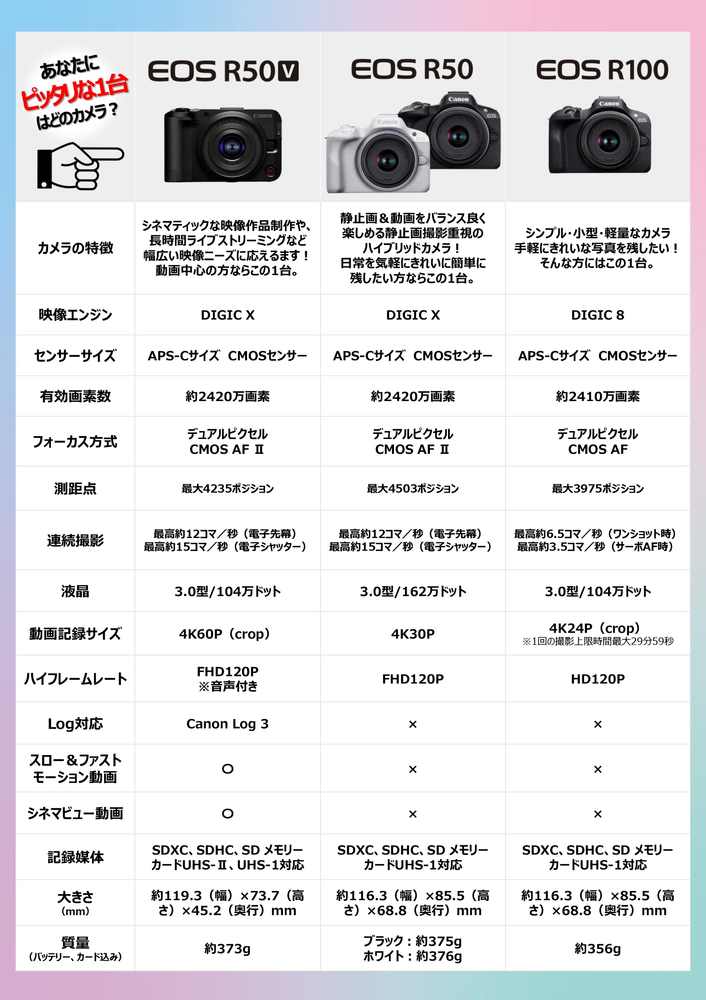 あなたに
ピッタリな1台
はどのカメラ？
EOS R50 V
EOS R50
EOS R100
Canon
Canon
EOS
Canon
EOS
Canon
EOS
カメラの特徴
シネマティックな映像作品制作や、
長時間ライブストリーミングなど
幅広い映像ニーズに応えるます！
動画中心の方ならこの1台。
静止画＆動画をバランス良く
楽しめる静止画撮影重視の
ハイブリッドカメラ！
日常を気軽にきれいに簡単に
残したい方ならこの1台。
シンプル・小型・軽量なカメラ
手軽にきれいな写真を残したい！
そんな方にはこの1台。
映像エンジン
DIGIC X
DIGIC X
DIGIC 8
センサーサイズ
APS-Cサイズ CMOSセンサー
APS-Cサイズ CMOSセンサー
APS-Cサイズ CMOSセンサー
有効画素数
約2420万画素
約2420万画素
約2410万画素
フォーカス方式
デュアルピクセル
CMOS AF Ⅱ
デュアルピクセル
CMOS AF Ⅱ
デュアルピクセル
CMOS AF
測距点
最大4235ポジション
最大4503ポジション
最大3975ポジション
連続撮影
最高約12コマ／秒（電子先幕）
最高約15コマ／秒（電子シャッター）
最高約12コマ／秒（電子先幕）
最高約15コマ／秒（電子シャッター）
最高約6.5コマ／秒（ワンショット時）
最高約3.5コマ／秒（サーボAF時）
液晶
3.0型/104万ドット
3.0型/162万ドット
3.0型/104万ドット
動画記録サイズ
4K60P（crop）
4K30P
4K24P（crop）
※1回の撮影上限時間最大29分59秒
ハイフレームレート
FHD120P
※音声付き
FHD120P
HD120P
Log対応
Canon Log 3
×
×
スロー＆ファスト
モーション動画
○
×
×
シネマビュー動画
○
×
×
記録媒体
SDXC、SDHC、SD メモリー
カードUHS-Ⅱ、UHS-1対応
SDXC、SDHC、SD メモリー
カードUHS-1対応
SDXC、SDHC、SD メモリー
カードUHS-1対応
大きさ
（mm）
約119.3（幅）×73.7（高
さ）×45.2（奥行）mm
約116.3（幅）×85.5（高
さ）×68.8（奥行）mm
約116.3（幅）×85.5（高
さ）×68.8（奥行）mm
質量
（バッテリー、カード込み）
約373g
ブラック：約375g
ホワイト：約376g
約356g